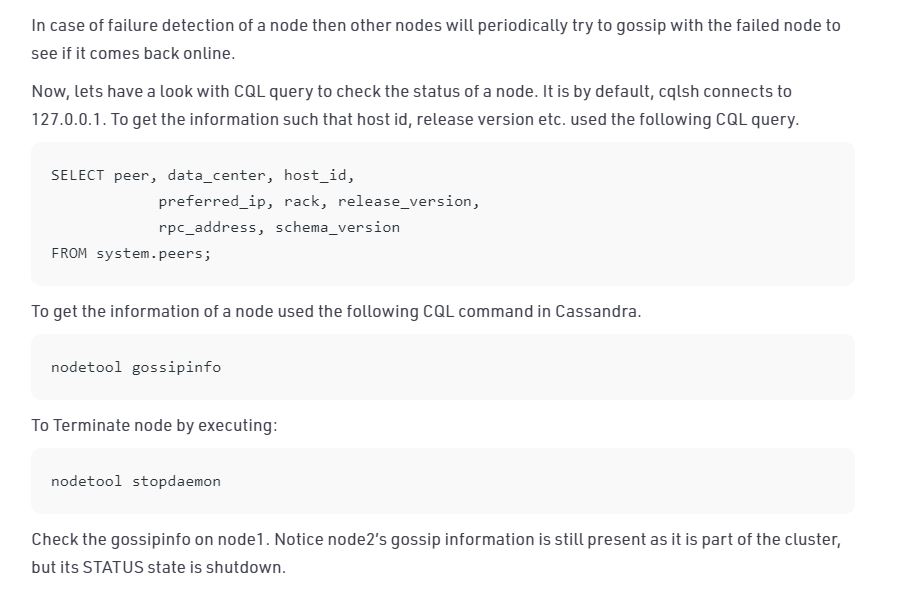 In case of failure detection of a node then other nodes will periodically try to gossip with the failed node to
see if it comes back online.
Now, lets have a look with CQL query to check the status of a node. It is by default, cqlsh connects to
127.0.0.1. To get the information such that host id, release version etc. used the following CQL query.
SELECT peer, data_center, host_id,
            preferred_ip, rack, release_version,
            rpc_address, schema_version
FROM system.peers;
To get the information of a node used the following CQL command in Cassandra.
nodetool gossipinfo
To Terminate node by executing:
nodetool stopdaemon
Check the gossipinfo on node1. Notice node2’s gossip information is still present as it is part of the cluster,
but its STATUS state is shutdown.